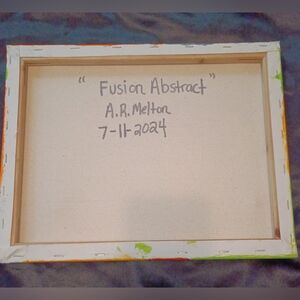 "Fusion Abstract"
A.R. Melton
7-11-2024